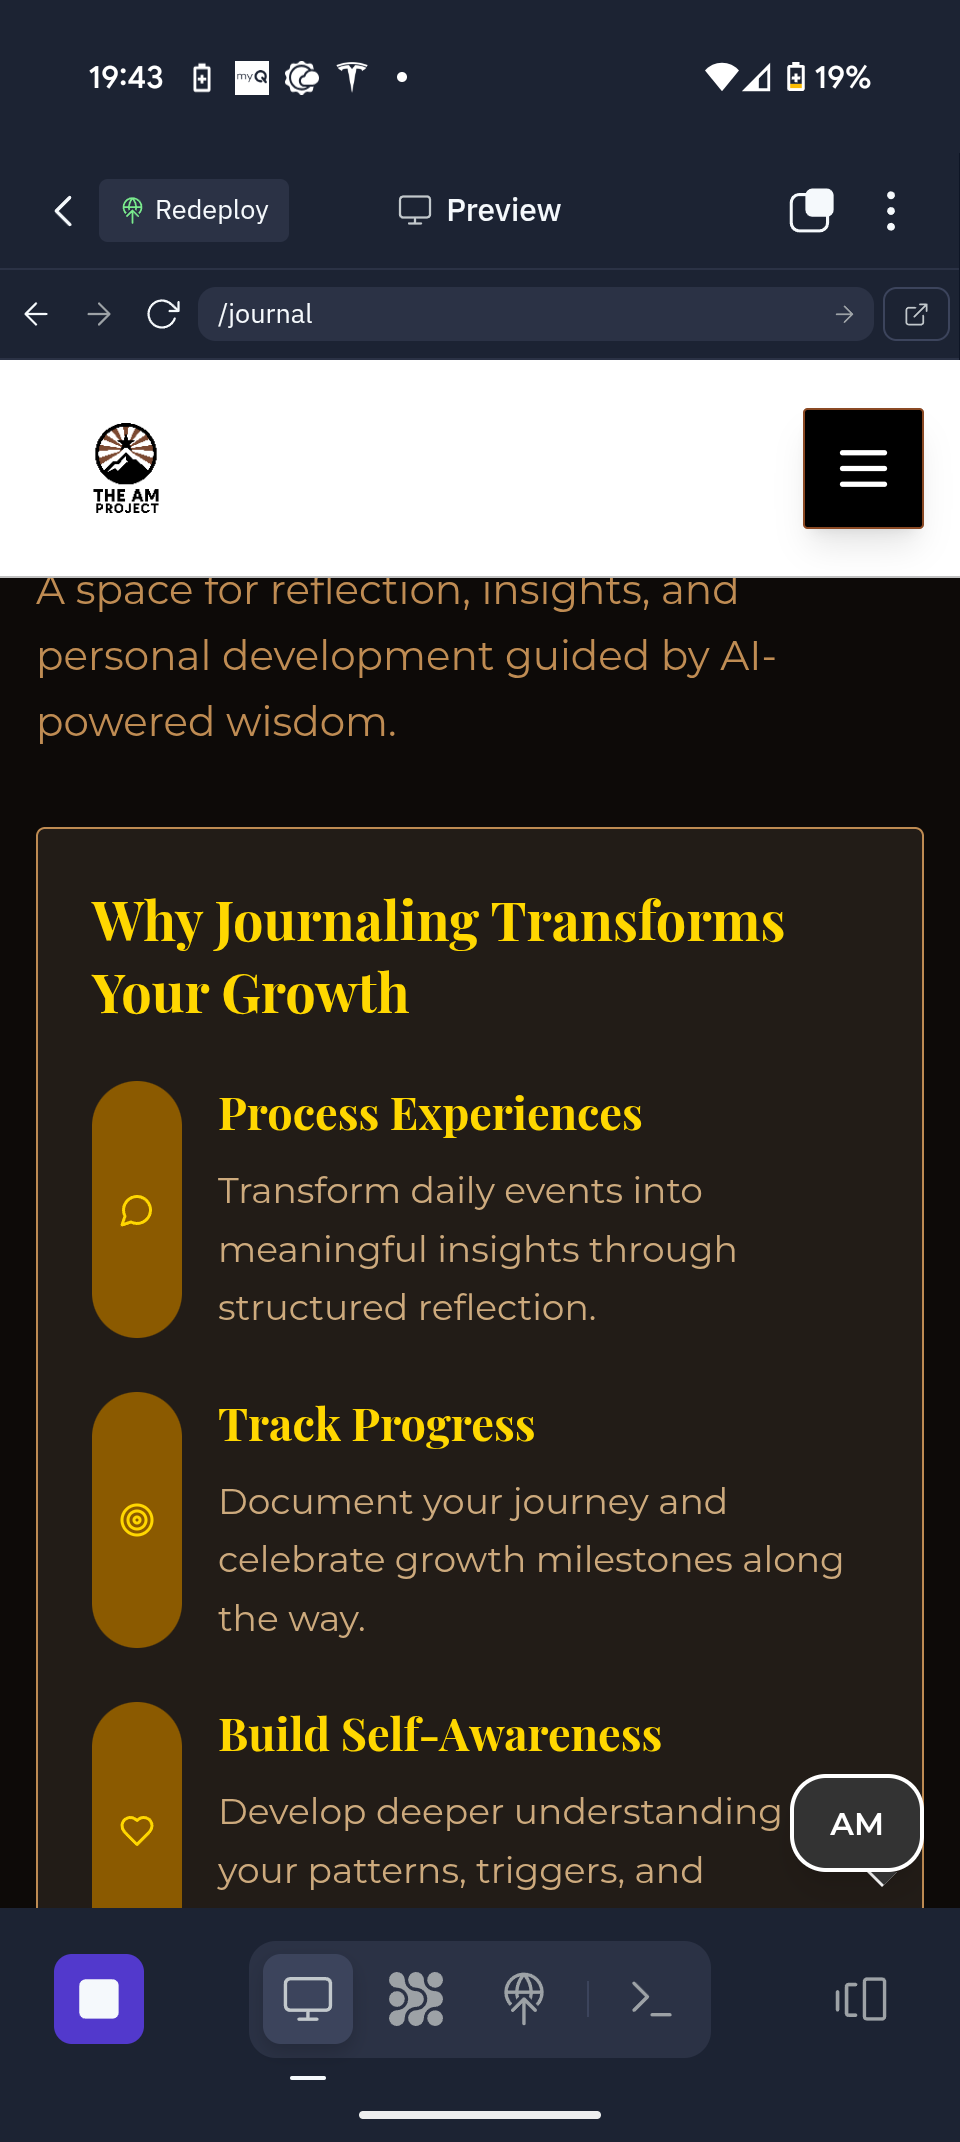 19:43
myQ
19%
Redeploy
Preview
/journal
THE AM
PROJECT
A space for reflection, insights, and
personal development guided by AI-
powered wisdom.
Why Journaling Transforms
Your Growth
Process Experiences
Transform daily events into
meaningful insights through
structured reflection.
Track Progress
Document your journey and
celebrate growth milestones along
the way.
Build Self-Awareness
Develop deeper understanding
your patterns, triggers, and
AM